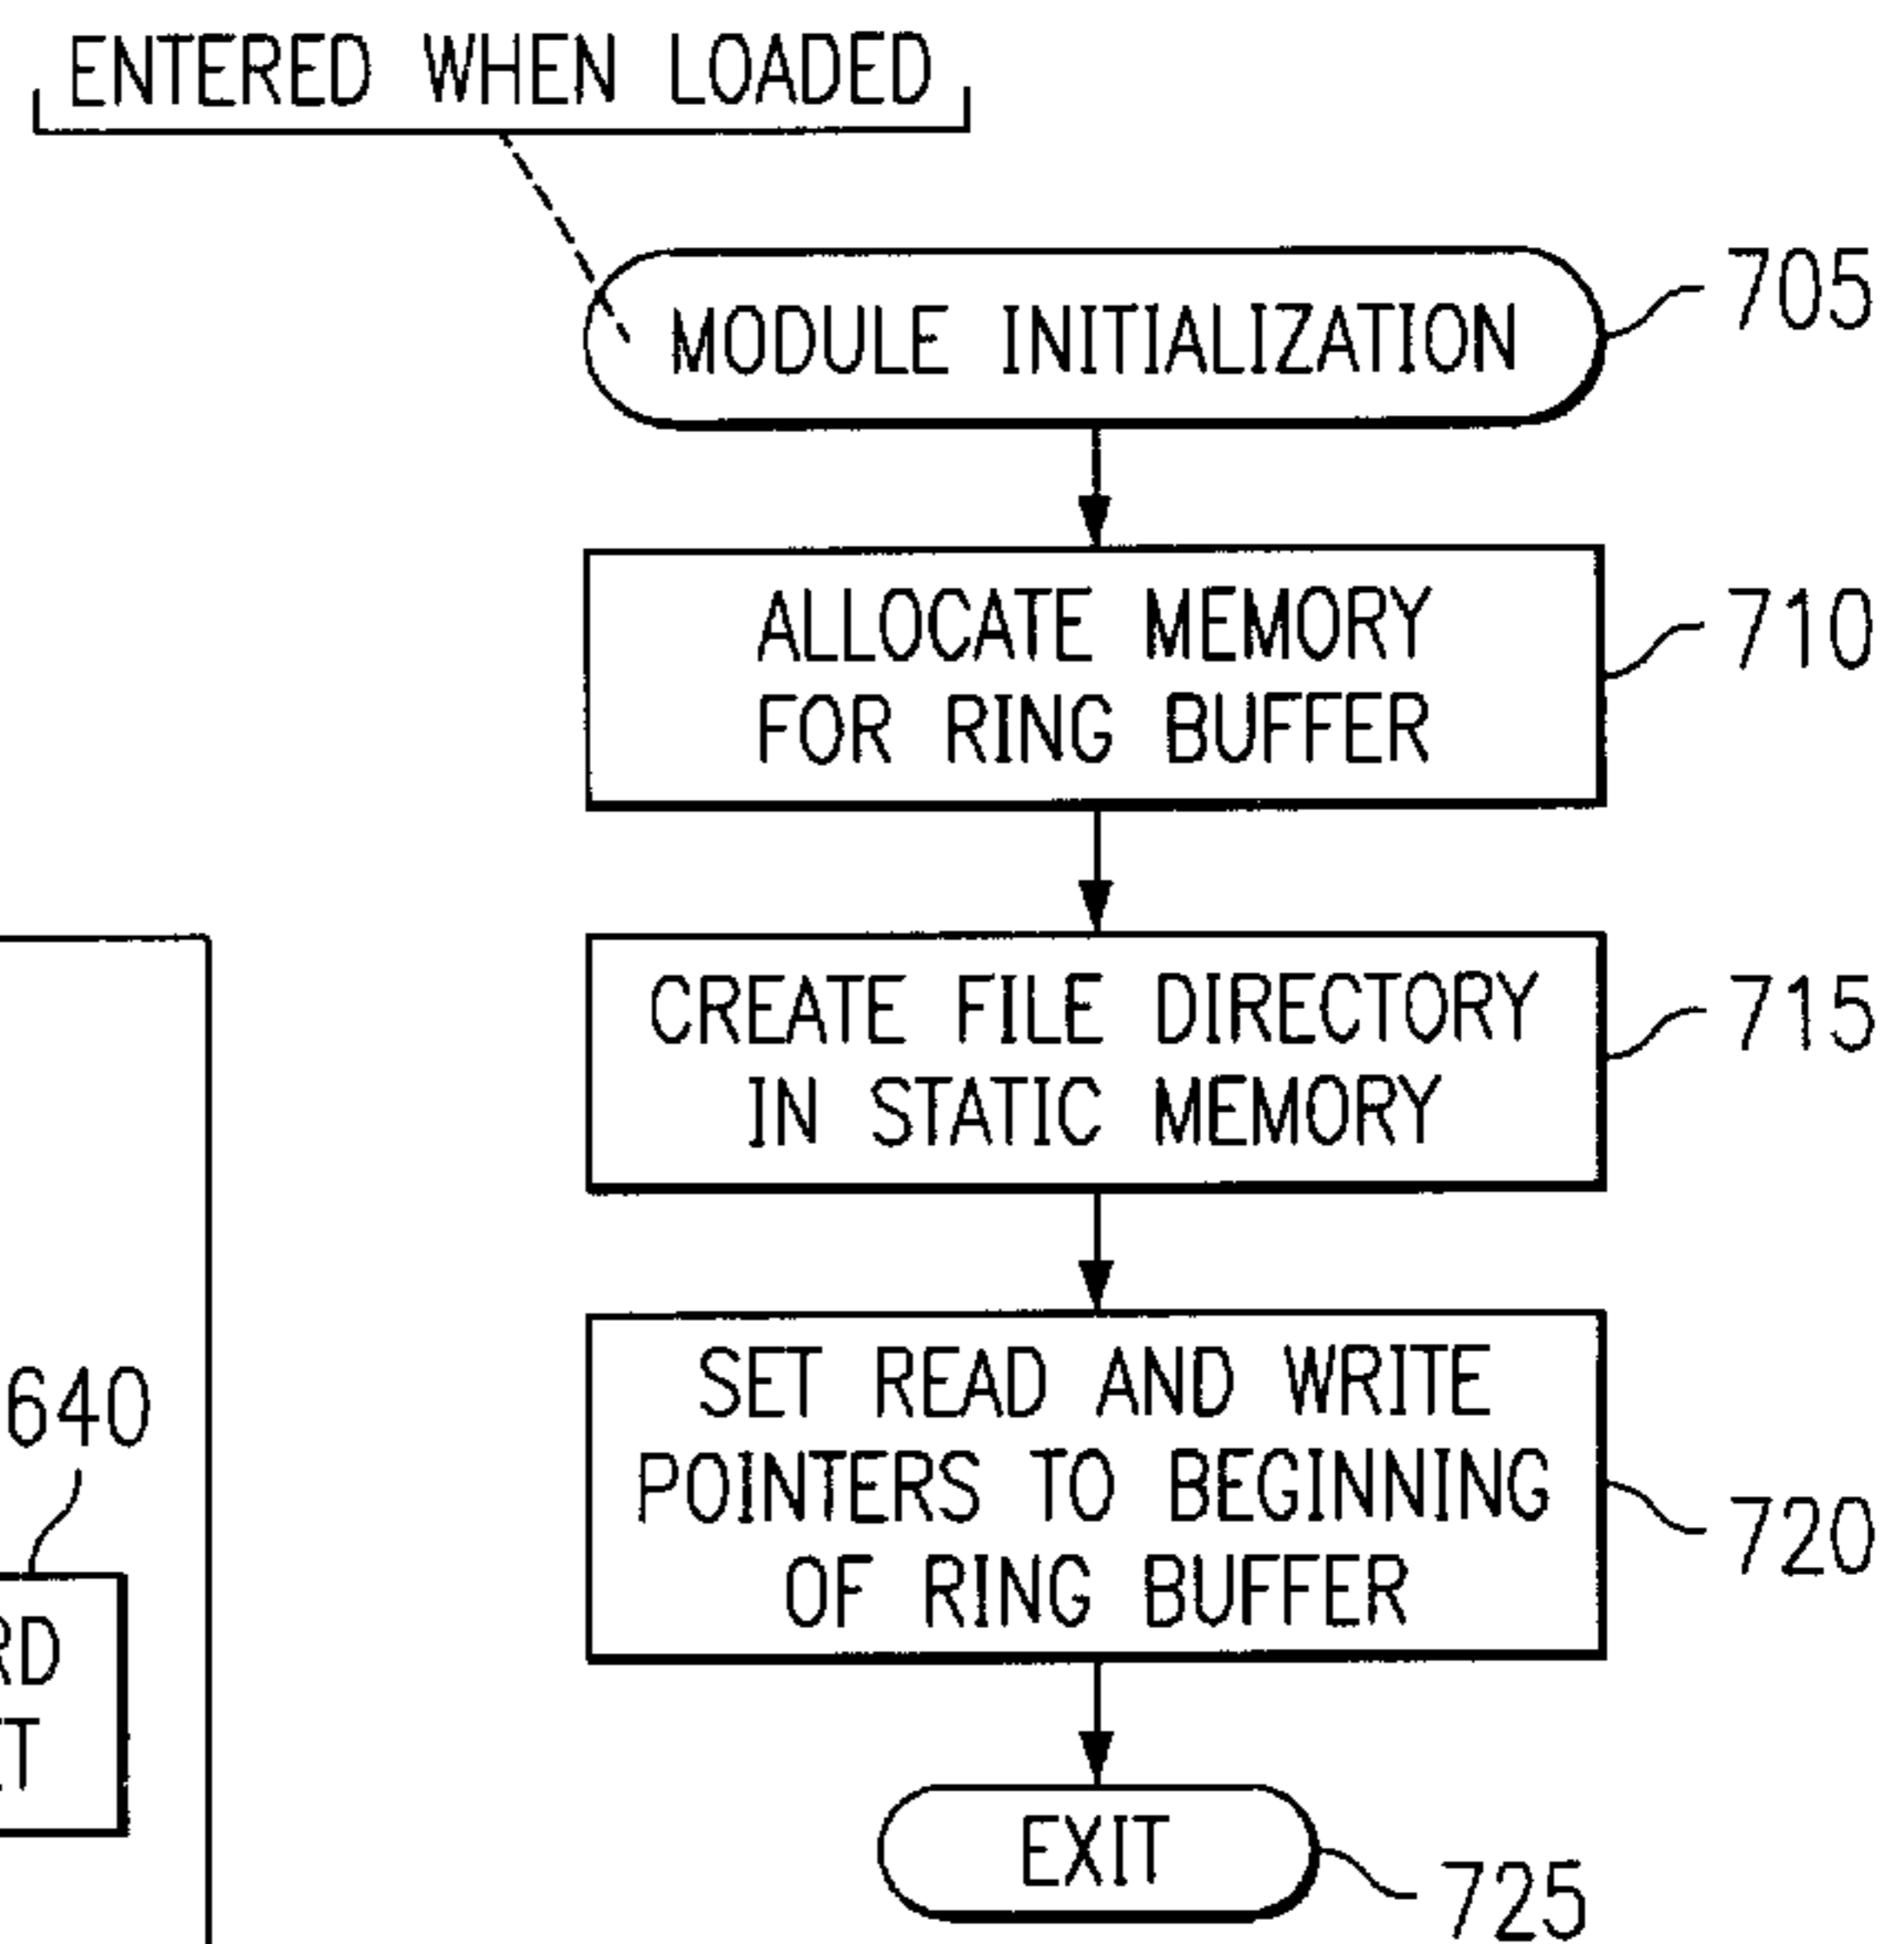 ENTERED WHEN LOADED
MODULE INITIALIZATION
705
ALLOCATE MEMORY
FOR RING BUFFER
710
CREATE FILE DIRECTORY
IN STATIC MEMORY
715
SET READ AND WRITE
POINTERS TO BEGINNING
OF RING BUFFER
720
EXIT
725
640